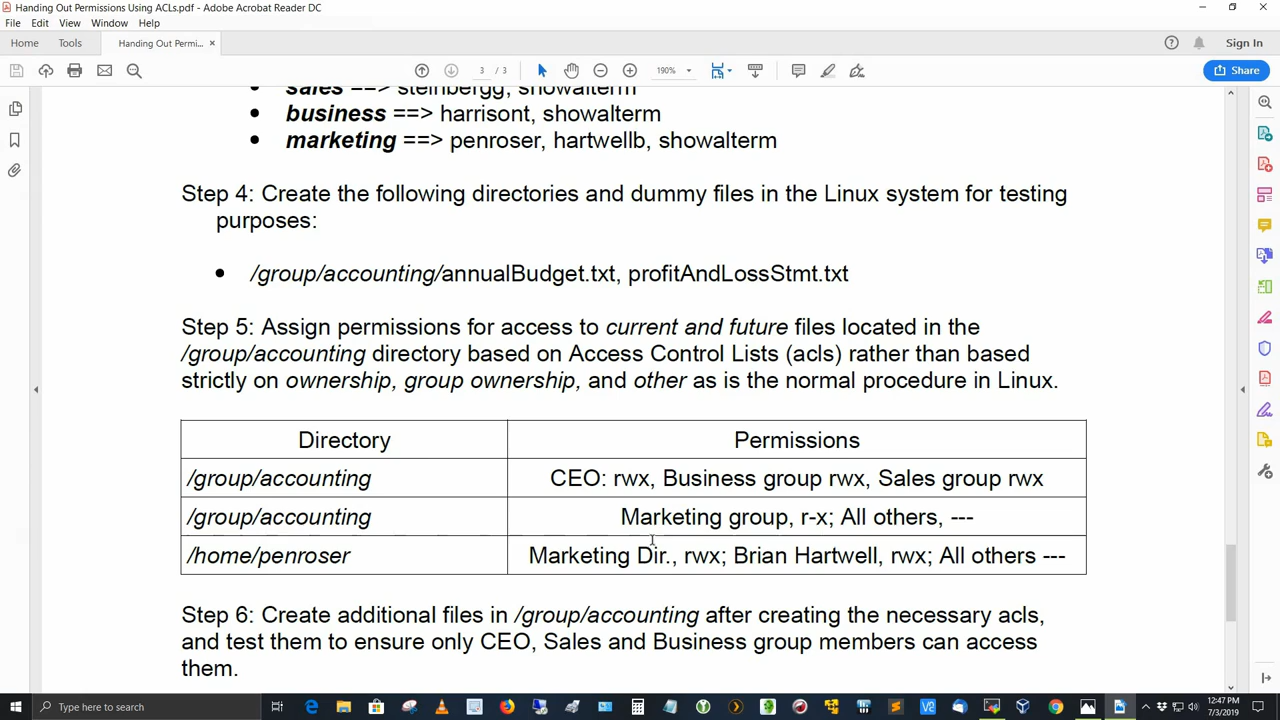 Handing Out Permissions Using ACLs.pdf - Adobe Acrobat Reader DC
File Edit View Window Help
Home Tools Handing Out Permi... × Sign In
3 / 3 190% Share
sales ==> steinbergg, showalterm
• business ==> harrisont, showalterm
• marketing ==> penroser, hartwellb, showalterm
Step 4: Create the following directories and dummy files in the Linux system for testing
purposes:
• /group/accounting/annualBudget.txt, profitAndLossStmt.txt
Step 5: Assign permissions for access to current and future files located in the
/group/accounting directory based on Access Control Lists (acls) rather than based
strictly on ownership, group ownership, and other as is the normal procedure in Linux.
Directory Permissions
/group/accounting CEO: rwx, Business group rwx, Sales group rwx
/group/accounting Marketing group, r-x; All others, ---
/home/penroser Marketing Dir., rwx; Brian Hartwell, rwx; All others ---
Step 6: Create additional files in /group/accounting after creating the necessary acls,
and test them to ensure only CEO, Sales and Business group members can access
them.
Type here to search
12:47 PM
7/3/2019